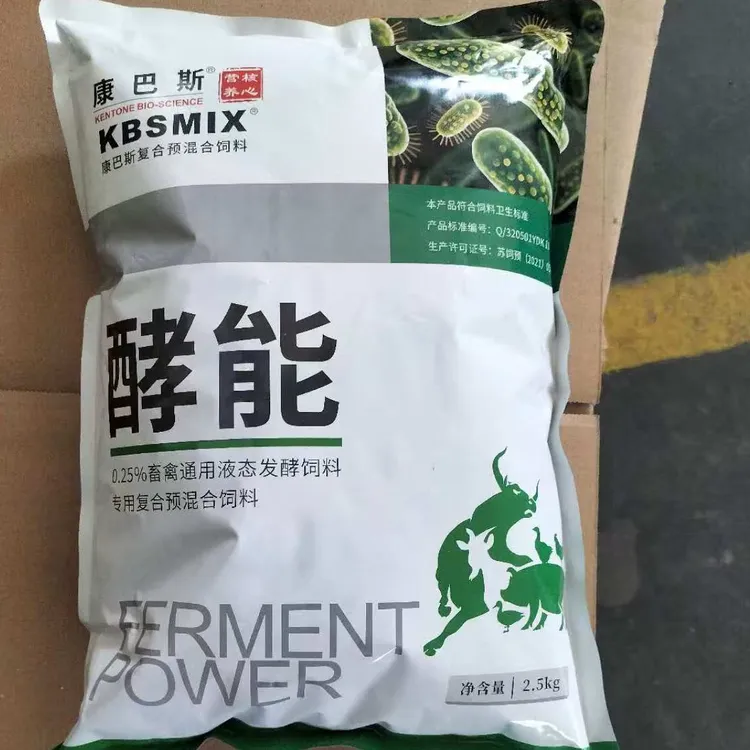 康巴斯®
营核
养心
KENTONE BIO-SCIENCE
KBSMIX®
康巴斯复合预混合饲料
本产品符合饲料卫生标准
产品标准编号：Q/320501YDK
生产许可证号：苏饲预（2021）
酵能
0.25%畜禽通用液态发酵饲料
专用复合预混合饲料
FERMENT
POWER
净含量 | 2.5kg